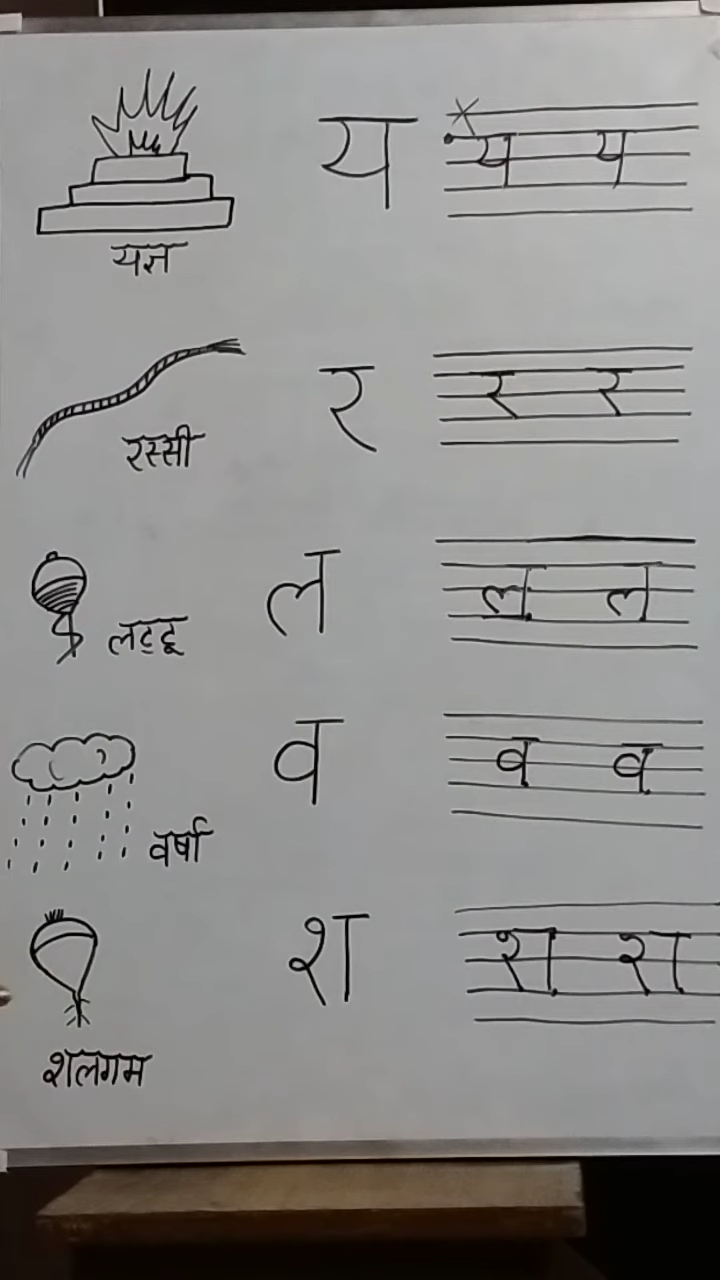 य य य
यज्ञ
र र र
रस्सी
ल ल ल
लट्टू
व व व
वर्षा
श श श
शलगम